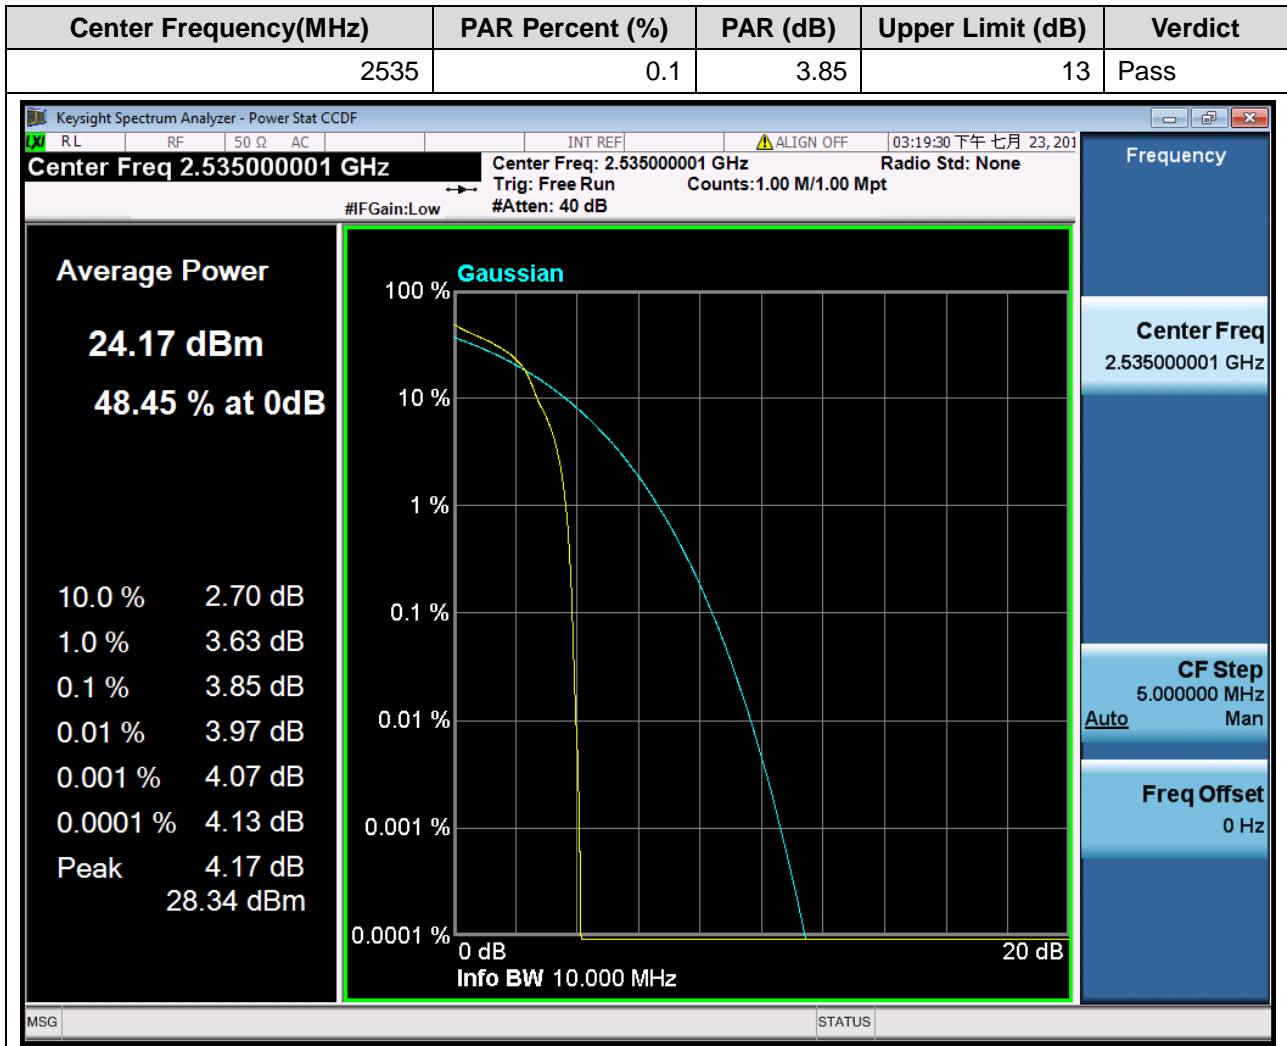 Center Frequency(MHz) PAR Percent (%) PAR (dB) Upper Limit (dB) Verdict
2535 0.1 3.85 13 Pass
Keysight Spectrum Analyzer - Power Stat CCDF
LXI RL RF 50 Ω AC INT REF ALIGN OFF 03:19:30 下午 七月 23, 201
Center Freq 2.535000001 GHz
Center Freq: 2.535000001 GHz Radio Std: None
Trig: Free Run Counts:1.00 M/1.00 Mpt
#IFGain:Low #Atten: 40 dB
Average Power
24.17 dBm
48.45 % at 0dB
10.0 % 2.70 dB
1.0 % 3.63 dB
0.1 % 3.85 dB
0.01 % 3.97 dB
0.001 % 4.07 dB
0.0001 % 4.13 dB
Peak 4.17 dB
28.34 dBm
Gaussian
100 %
10 %
1 %
0.1 %
0.01 %
0.001 %
0.0001 %
0 dB 20 dB
Info BW 10.000 MHz
Frequency
Center Freq
2.535000001 GHz
CF Step
5.000000 MHz
Auto Man
Freq Offset
0 Hz
MSG STATUS